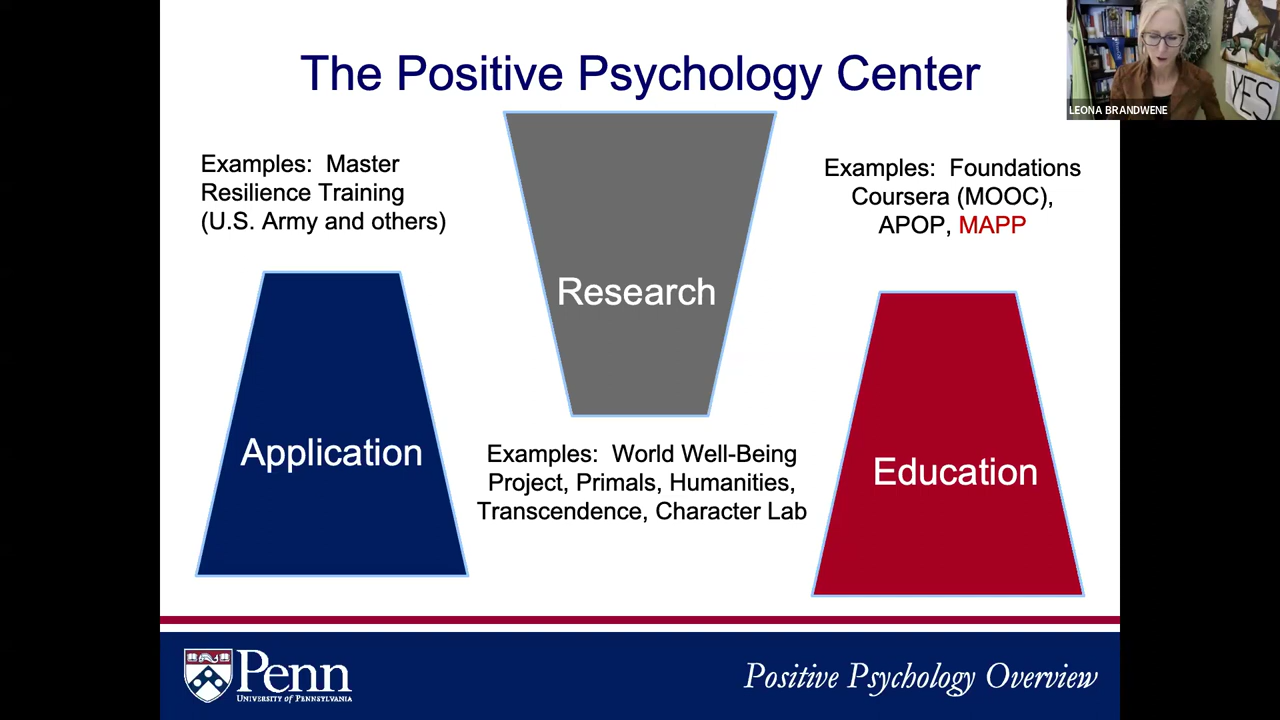 The Positive Psychology Center
LEONA BRANDWENE
YES
Examples: Master
Resilience Training
(U.S. Army and others)
Examples: Foundations
Coursera (MOOC),
APOP, MAPP
Research
Application
Examples: World Well-Being
Project, Primals, Humanities,
Transcendence, Character Lab
Education
Penn
UNIVERSITY OF PENNSYLVANIA
Positive Psychology Overview